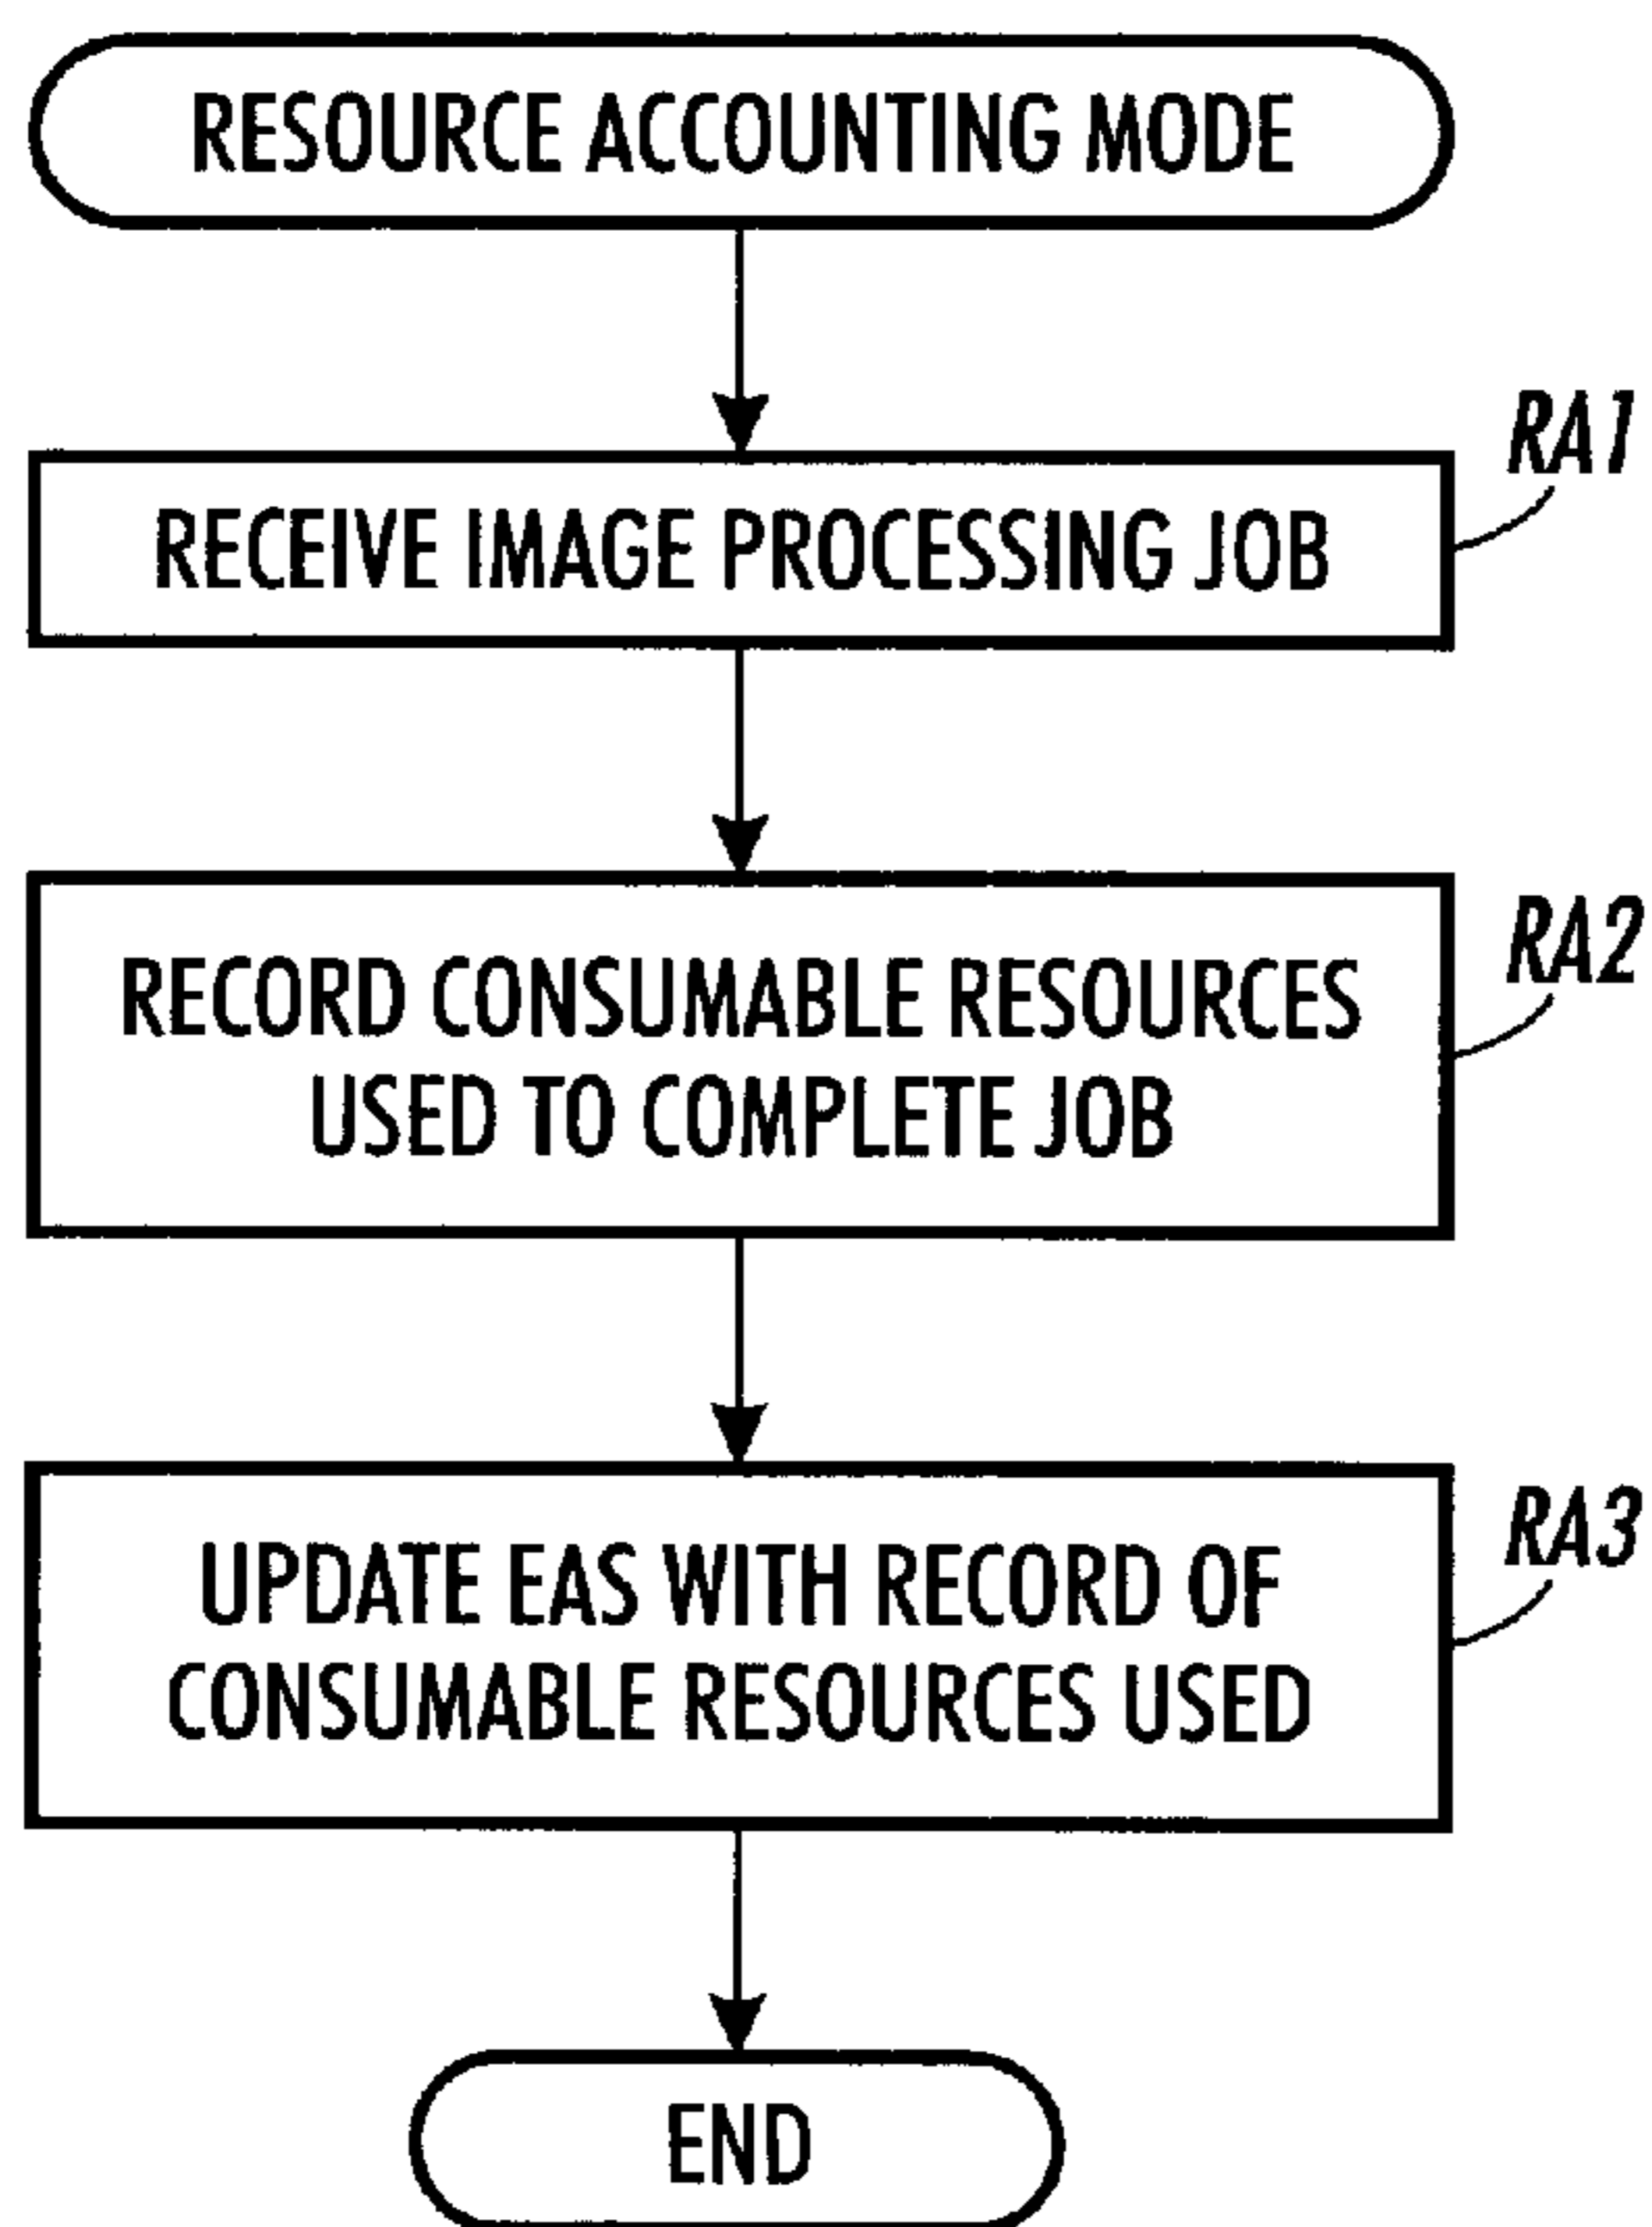 RESOURCE ACCOUNTING MODE
RA1
RECEIVE IMAGE PROCESSING JOB
RA2
RECORD CONSUMABLE RESOURCES
USED TO COMPLETE JOB
RA3
UPDATE EAS WITH RECORD OF
CONSUMABLE RESOURCES USED
END